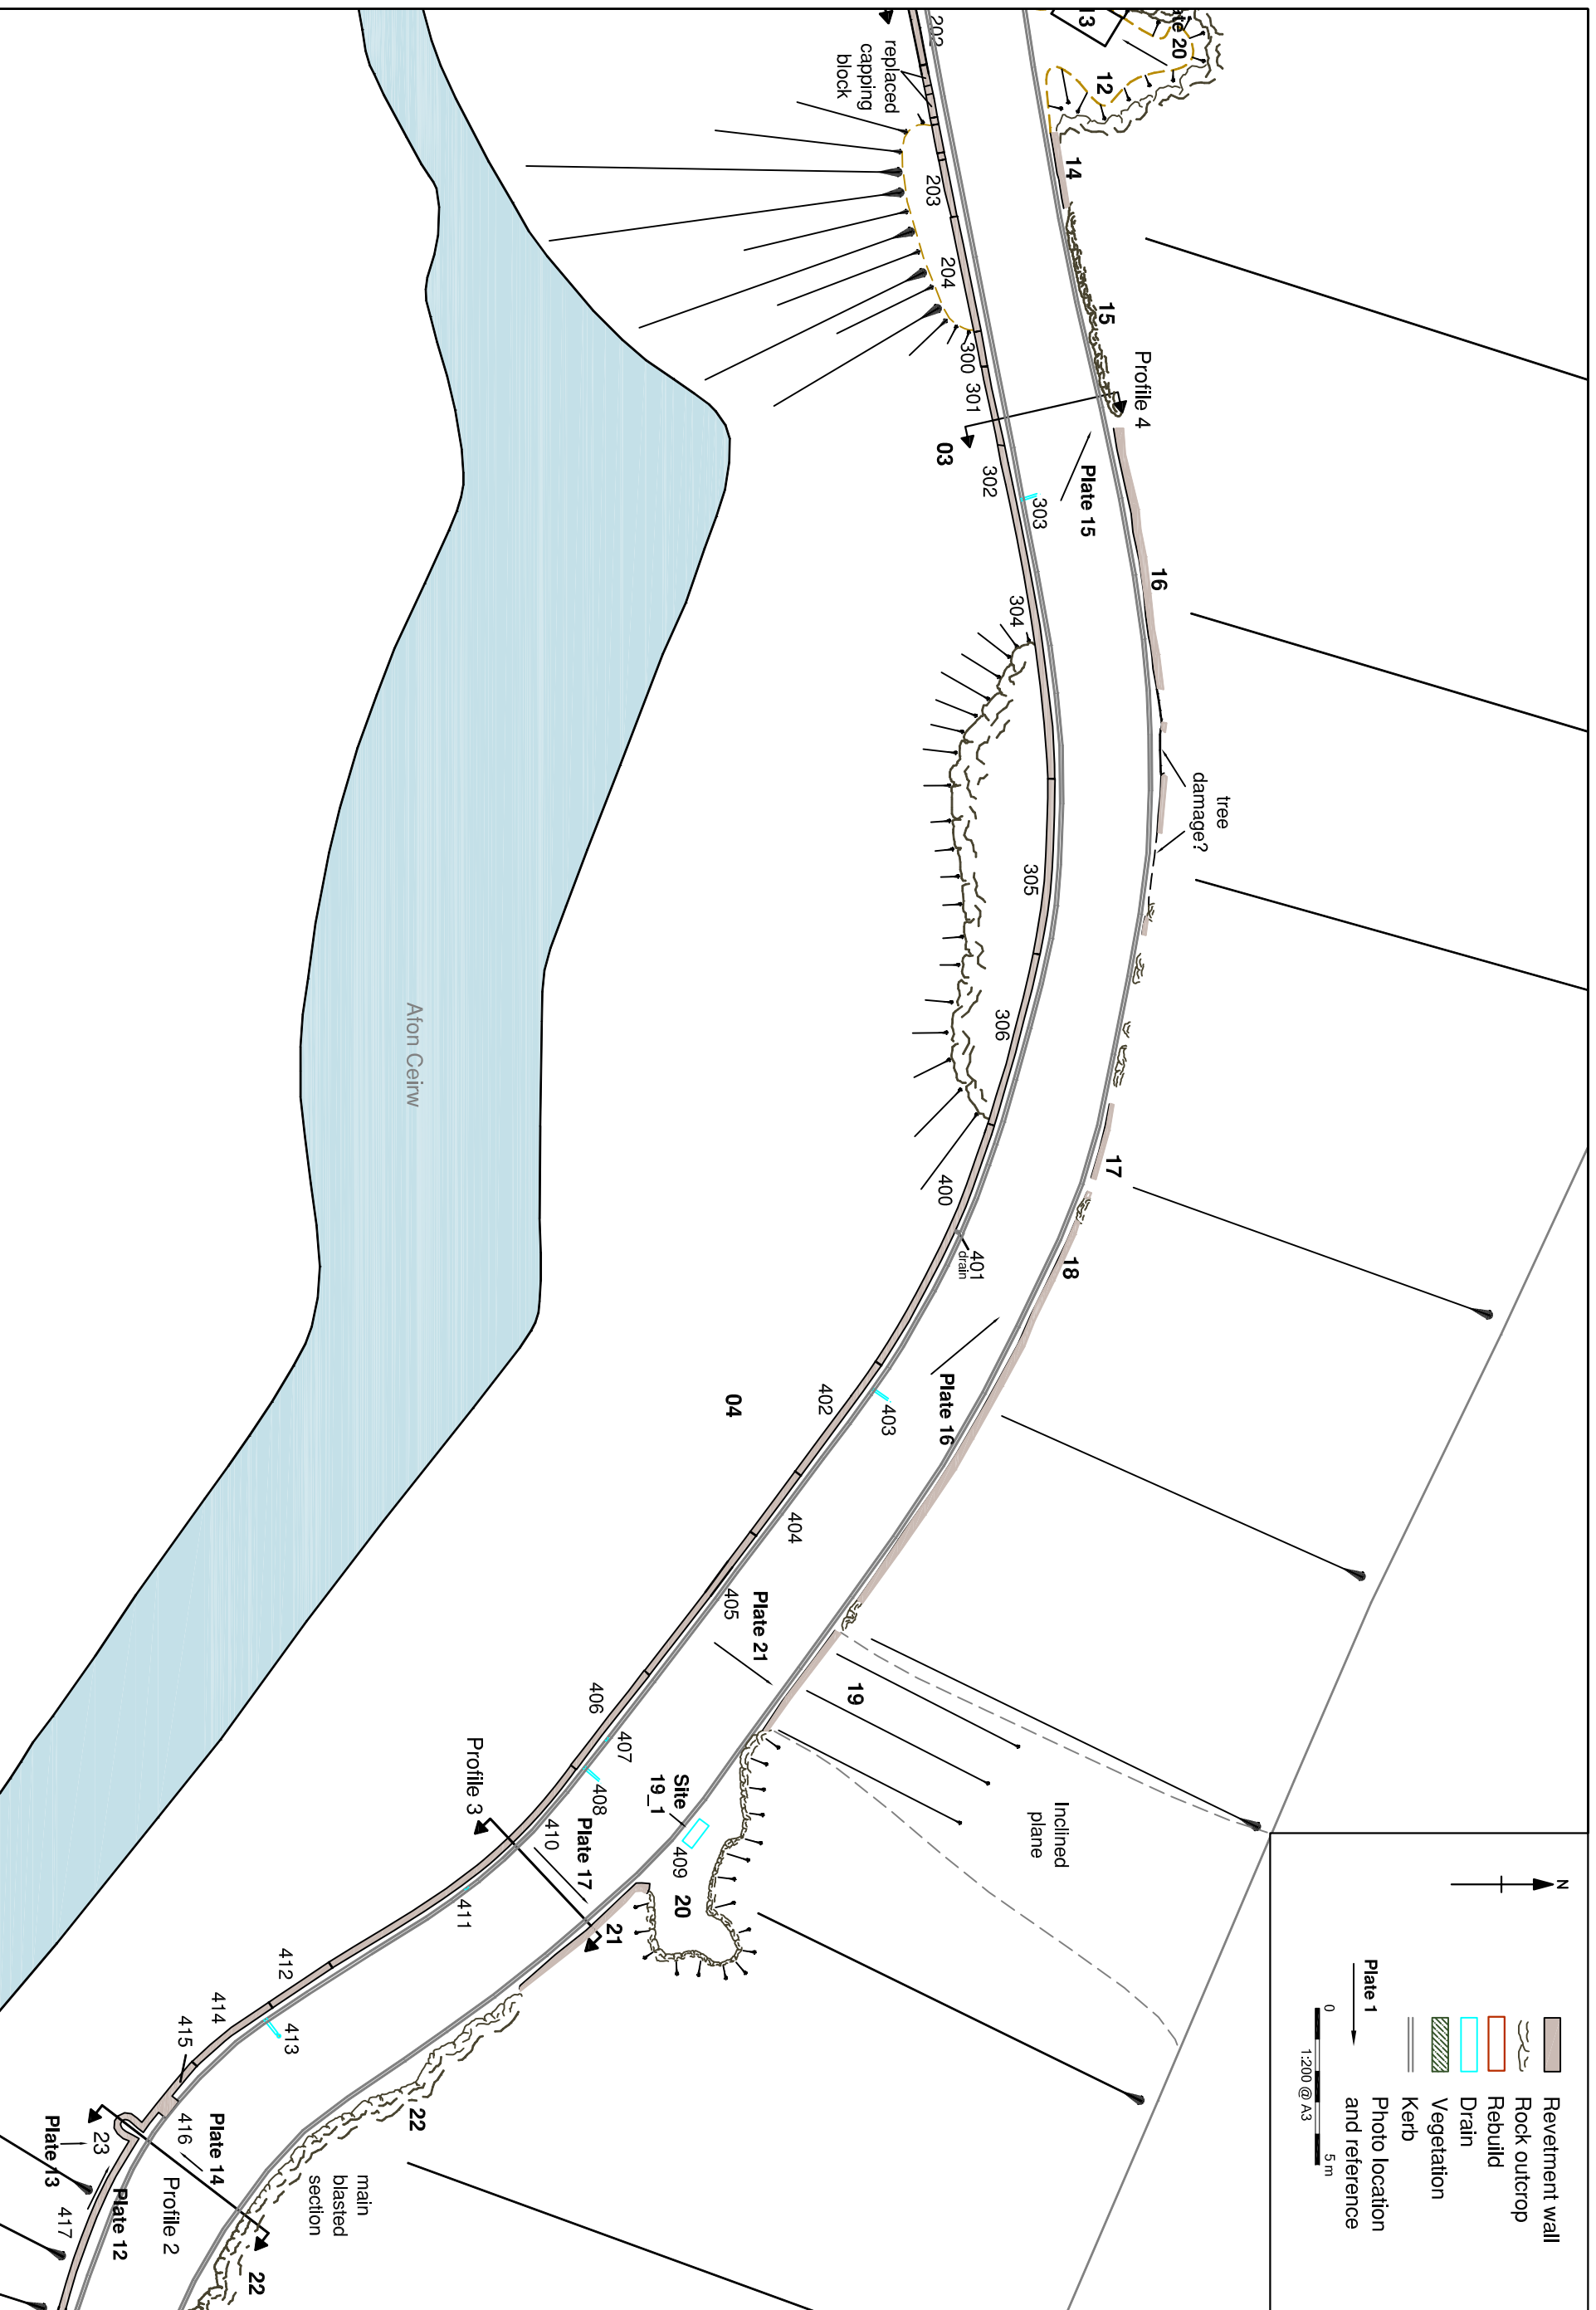 202
replaced
capping
block
203
204
300
301
03
302
303
304
305
306
400
401
drain
402
403
04
404
405
406
407
408
Profile 3
410
411
412
413
414
415
416
23
417
Plate 13
Plate 12
Plate 14
Profile 2
13
20
12
14
15
Profile 4
Plate 15
16
tree
damage?
17
18
Plate 16
Plate 21
19
Inclined
plane
Site
19_1
409
20
Plate 17
21
22
main
blasted
section
22
Afon Ceirw
N
Plate 1
0
5 m
1:200 @ A3
Revetment wall
Rock outcrop
Rebuild
Drain
Vegetation
Kerb
Photo location
and reference